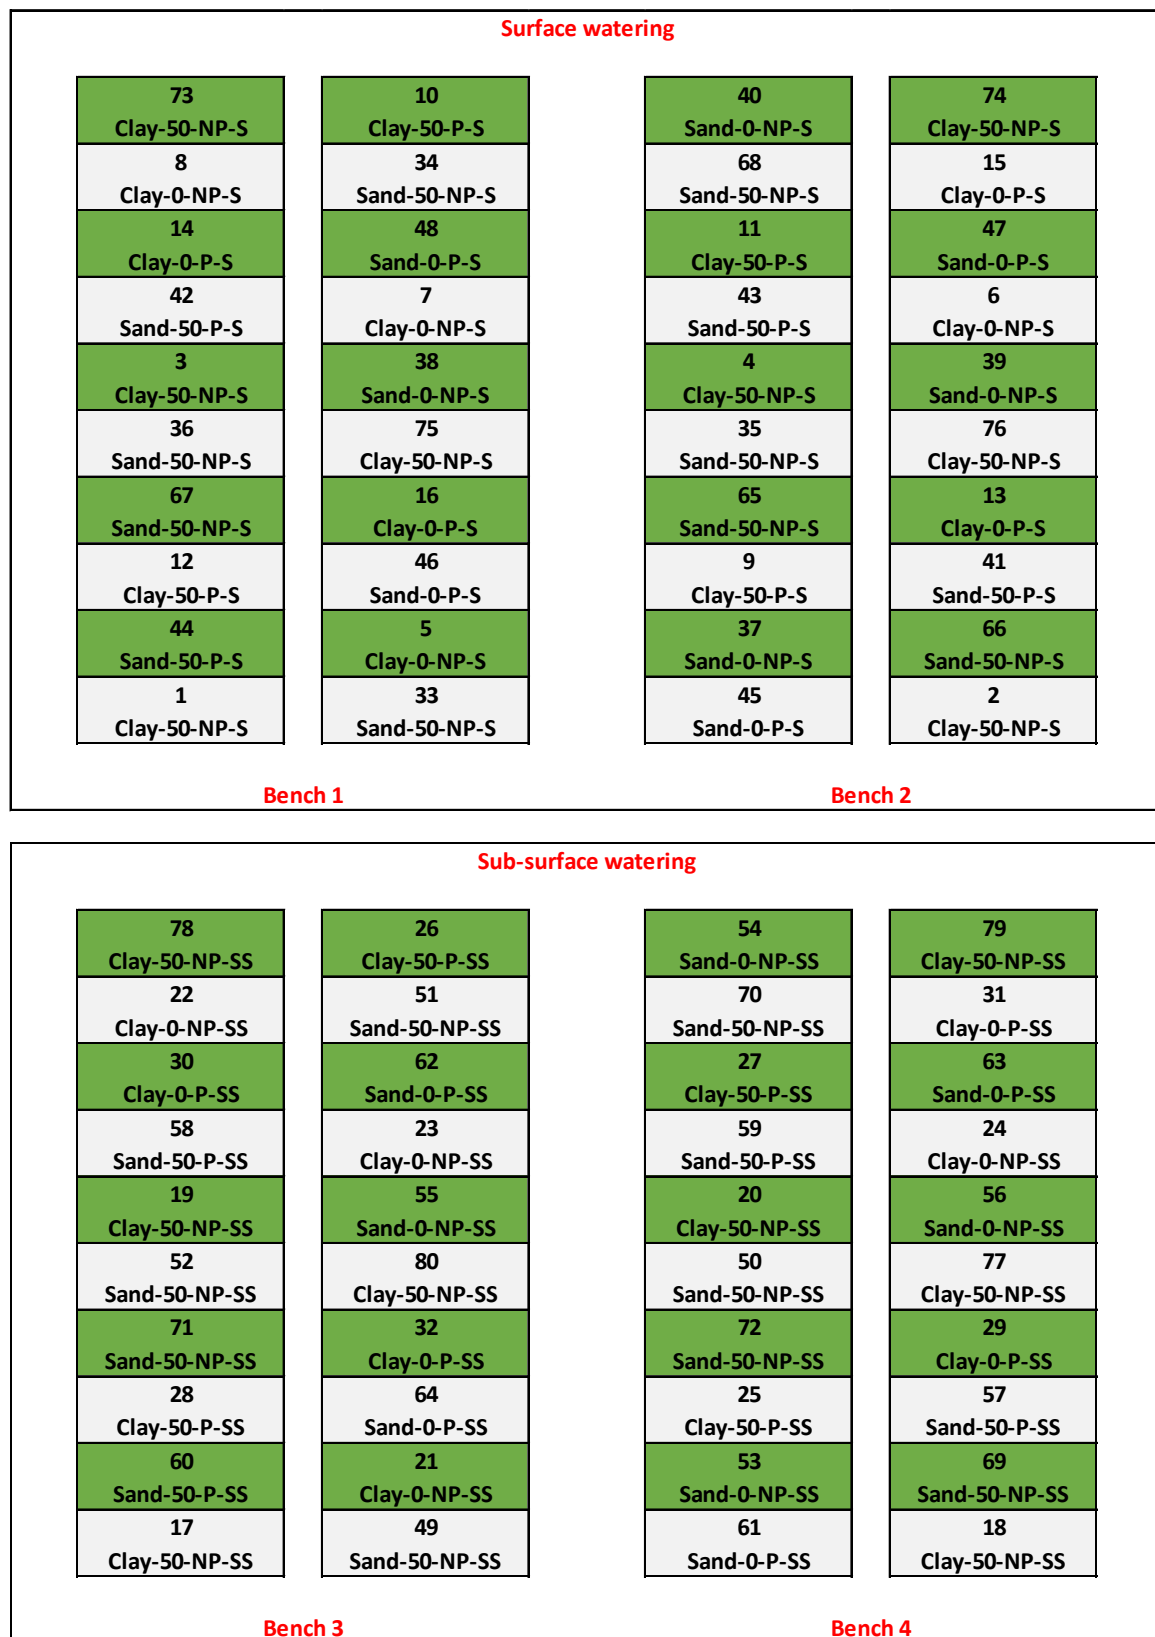 Surface watering
73
Clay-50-NP-S
8
Clay-0-NP-S
14
Clay-0-P-S
42
Sand-50-P-S
3
Clay-50-NP-S
36
Sand-50-NP-S
67
Sand-50-NP-S
12
Clay-50-P-S
44
Sand-50-P-S
1
Clay-50-NP-S
10
Clay-50-P-S
34
Sand-50-NP-S
48
Sand-0-P-S
7
Clay-0-NP-S
38
Sand-0-NP-S
75
Clay-50-NP-S
16
Clay-0-P-S
46
Sand-0-P-S
5
Clay-0-NP-S
33
Sand-50-NP-S
Bench 1
40
Sand-0-NP-S
68
Sand-50-NP-S
11
Clay-50-P-S
43
Sand-50-P-S
4
Clay-50-NP-S
35
Sand-50-NP-S
65
Sand-50-NP-S
9
Clay-50-P-S
37
Sand-0-NP-S
45
Sand-0-P-S
74
Clay-50-NP-S
15
Clay-0-P-S
47
Sand-0-P-S
6
Clay-0-NP-S
39
Sand-0-NP-S
76
Clay-50-NP-S
13
Clay-0-P-S
41
Sand-50-P-S
66
Sand-50-NP-S
2
Clay-50-NP-S
Bench 2
Sub-surface watering
78
Clay-50-NP-SS
22
Clay-0-NP-SS
30
Clay-0-P-SS
58
Sand-50-P-SS
19
Clay-50-NP-SS
52
Sand-50-NP-SS
71
Sand-50-NP-SS
28
Clay-50-P-SS
60
Sand-50-P-SS
17
Clay-50-NP-SS
26
Clay-50-P-SS
51
Sand-50-NP-SS
62
Sand-0-P-SS
23
Clay-0-NP-SS
55
Sand-0-NP-SS
80
Clay-50-NP-SS
32
Clay-0-P-SS
64
Sand-0-P-SS
21
Clay-0-NP-SS
49
Sand-50-NP-SS
Bench 3
54
Sand-0-NP-SS
70
Sand-50-NP-SS
27
Clay-50-P-SS
59
Sand-50-P-SS
20
Clay-50-NP-SS
50
Sand-50-NP-SS
72
Sand-50-NP-SS
25
Clay-50-P-SS
53
Sand-0-NP-SS
61
Sand-0-P-SS
79
Clay-50-NP-SS
31
Clay-0-P-SS
63
Sand-0-P-SS
24
Clay-0-NP-SS
56
Sand-0-NP-SS
77
Clay-50-NP-SS
29
Clay-0-P-SS
57
Sand-50-P-SS
69
Sand-50-NP-SS
18
Clay-50-NP-SS
Bench 4